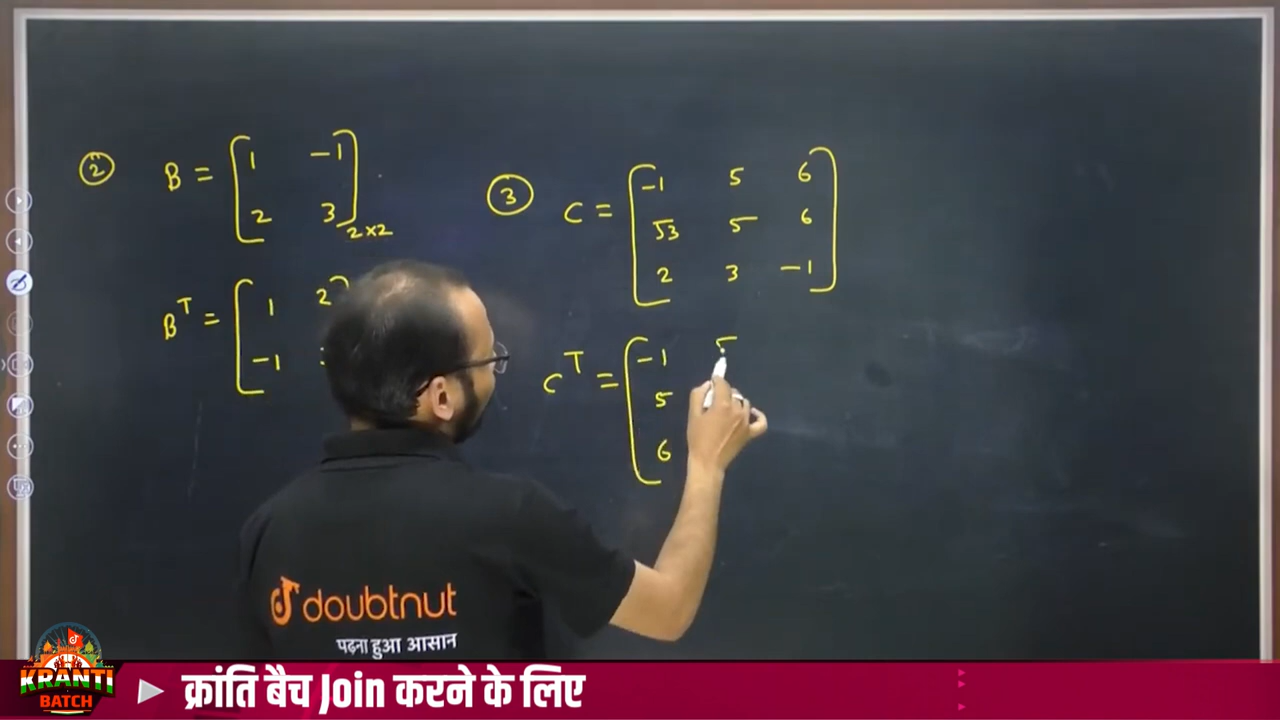 ② B = [ 1 -1
2 3 ] 2×2
Bᵀ = [ 1 2
-1
③ C = [ -1 5 6
√3 5 6
2 3 -1 ]
Cᵀ = [ -1
5
6
doubtnut
पढ़ना हुआ आसान
KRANTI
BATCH
क्रांति बैच Join करने के लिए